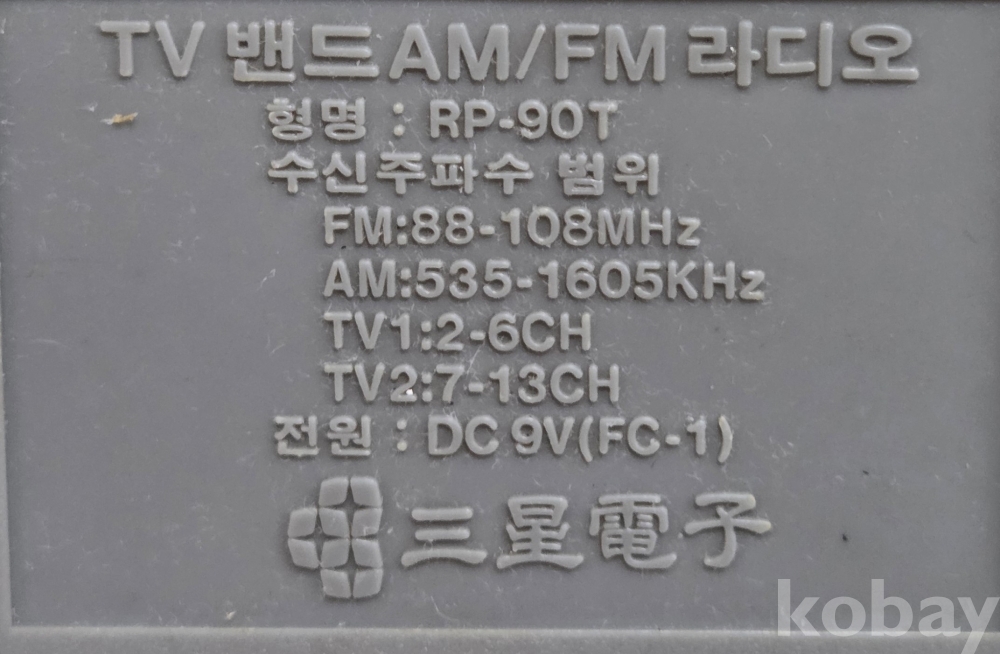 TV 밴드 AM/FM 라디오
형명 : RP-90T
수신주파수 범위
FM:88-108MHz
AM:535-1605KHz
TV1:2-6CH
TV2:7-13CH
전원 : DC 9V(FC-1)
三星電子
kobay